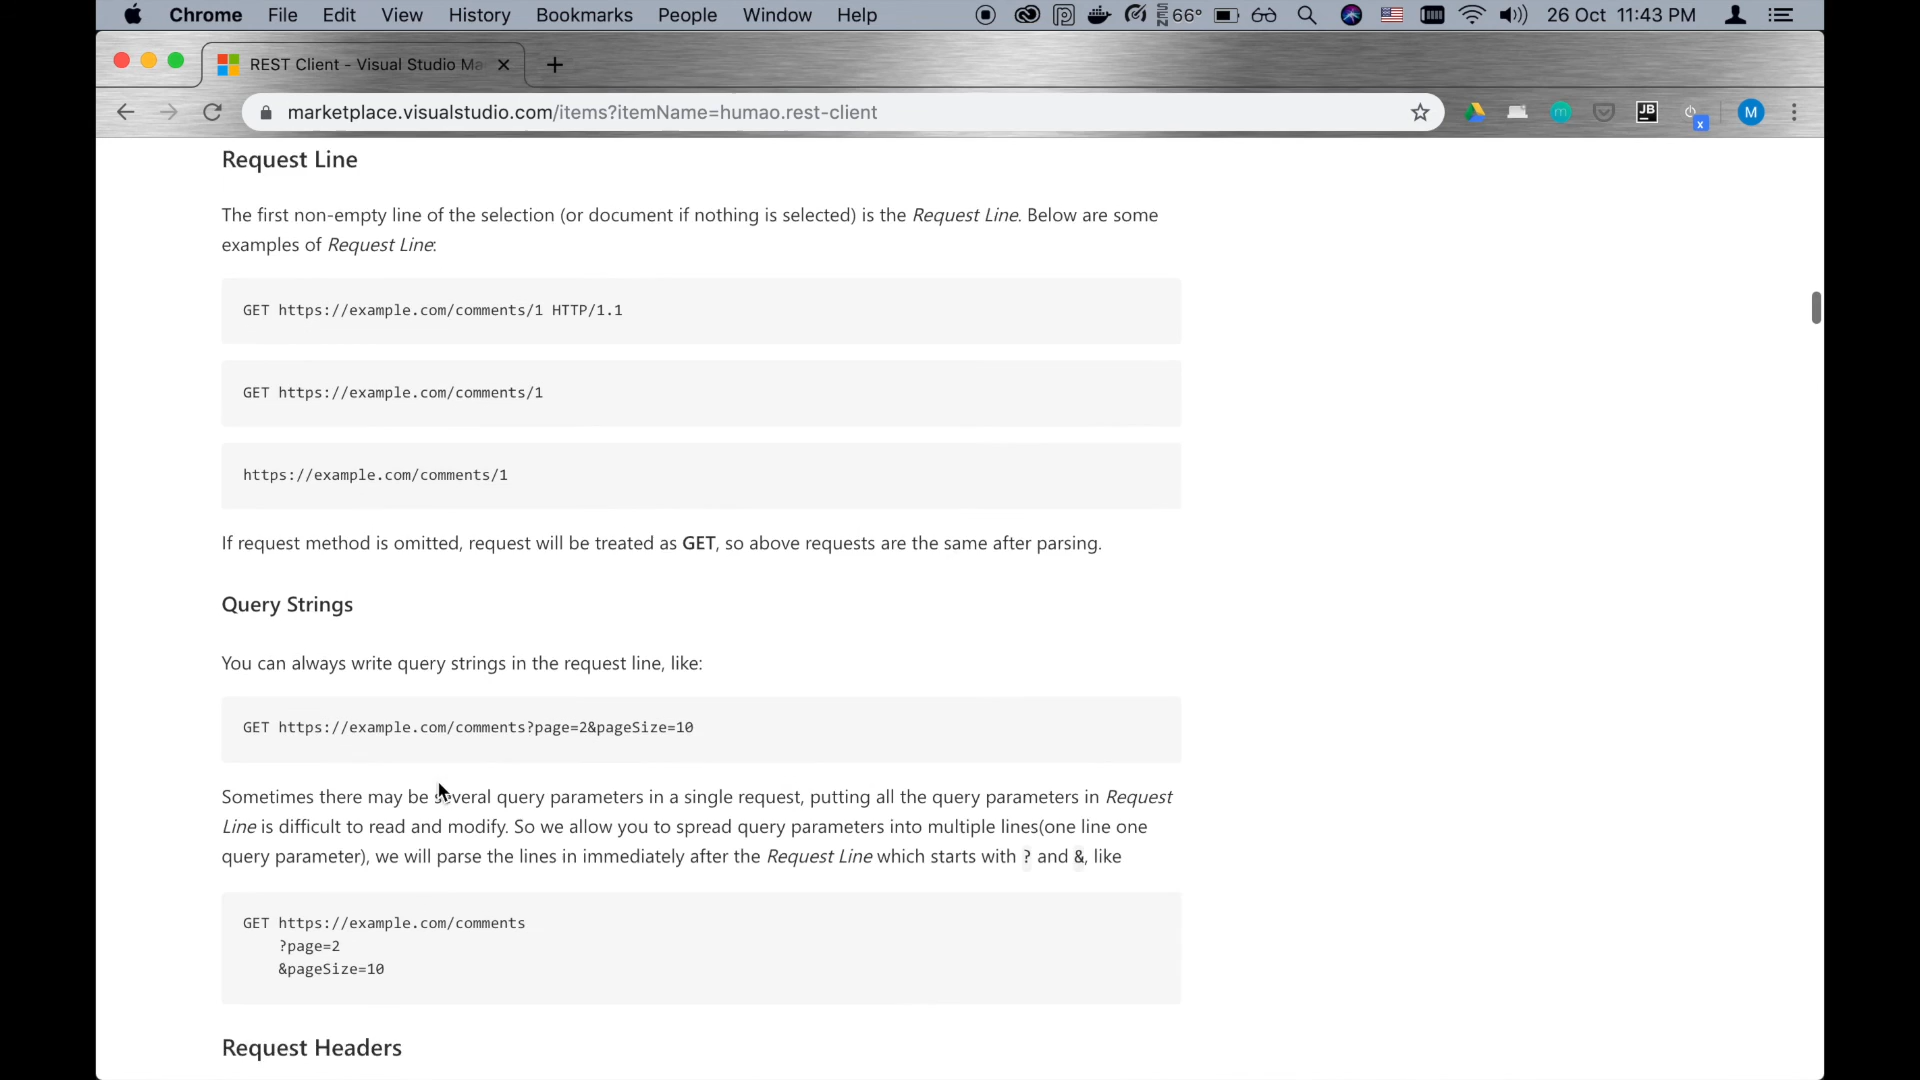 Chrome File Edit View History Bookmarks People Window Help 66° 26 Oct 11:43 PM
REST Client - Visual Studio Ma
marketplace.visualstudio.com/items?itemName=humao.rest-client
m JB x M
Request Line
The first non-empty line of the selection (or document if nothing is selected) is the Request Line. Below are some
examples of Request Line:
GET https://example.com/comments/1 HTTP/1.1
GET https://example.com/comments/1
https://example.com/comments/1
If request method is omitted, request will be treated as GET, so above requests are the same after parsing.
Query Strings
You can always write query strings in the request line, like:
GET https://example.com/comments?page=2&pageSize=10
Sometimes there may be several query parameters in a single request, putting all the query parameters in Request
Line is difficult to read and modify. So we allow you to spread query parameters into multiple lines(one line one
query parameter), we will parse the lines in immediately after the Request Line which starts with ? and &, like
GET https://example.com/comments
?page=2
&pageSize=10
Request Headers